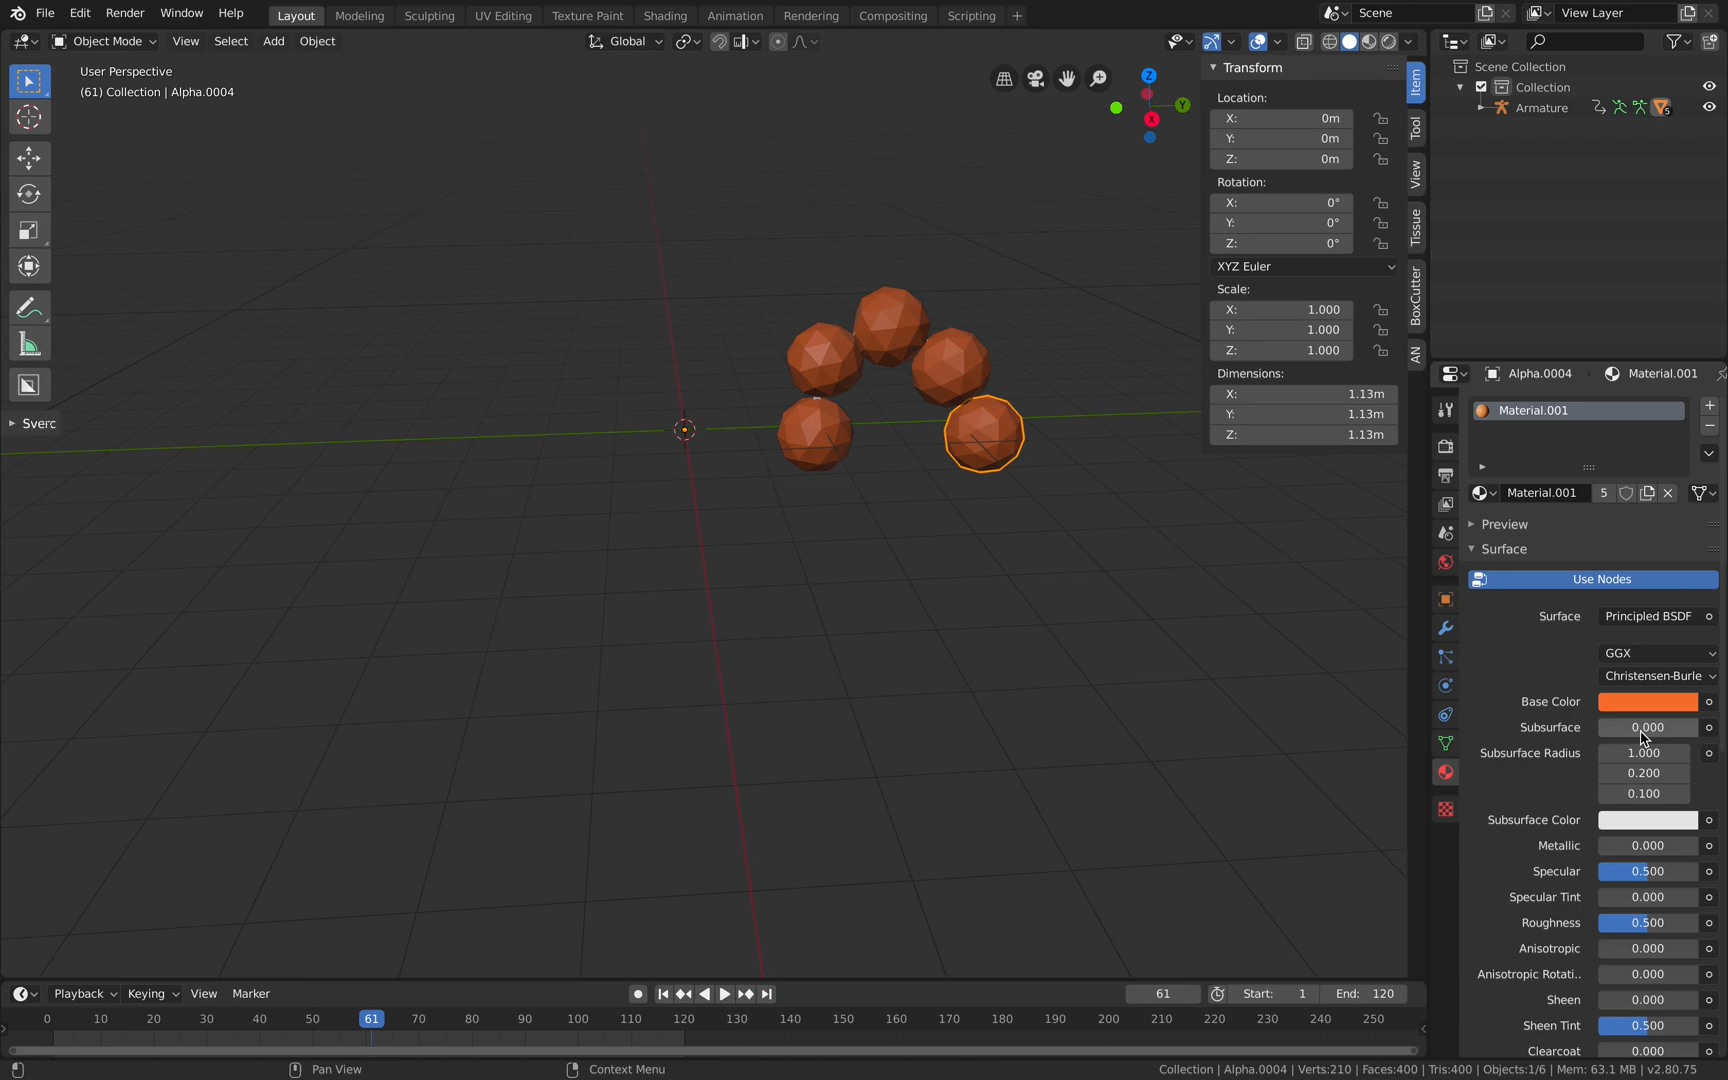 File Edit Render Window Help Layout Modeling Sculpting UV Editing Texture Paint Shading Animation Rendering Compositing Scripting + Scene View Layer
Object Mode View Select Add Object Global
User Perspective
(61) Collection | Alpha.0004
Z
Y
X
Sverc
Transform
Location:
X: 0m
Y: 0m
Z: 0m
Rotation:
X: 0°
Y: 0°
Z: 0°
XYZ Euler
Scale:
X: 1.000
Y: 1.000
Z: 1.000
Dimensions:
X: 1.13m
Y: 1.13m
Z: 1.13m
Item
Tool
View
Tissue
BoxCutter
AN
Scene Collection
Collection
Armature 5
Alpha.0004 Material.001
Material.001
Material.001 5
Preview
Surface
Use Nodes
Surface Principled BSDF
GGX
Christensen-Burle
Base Color
Subsurface 0.000
Subsurface Radius 1.000
0.200
0.100
Subsurface Color
Metallic 0.000
Specular 0.500
Specular Tint 0.000
Roughness 0.500
Anisotropic 0.000
Anisotropic Rotati.. 0.000
Sheen 0.000
Sheen Tint 0.500
Clearcoat 0.000
Playback Keying View Marker 61 Start: 1 End: 120
0 10 20 30 40 50 61 70 80 90 100 110 120 130 140 150 160 170 180 190 200 210 220 230 240 250
Pan View Context Menu Collection | Alpha.0004 | Verts:210 | Faces:400 | Tris:400 | Objects:1/6 | Mem: 63.1 MB | v2.80.75